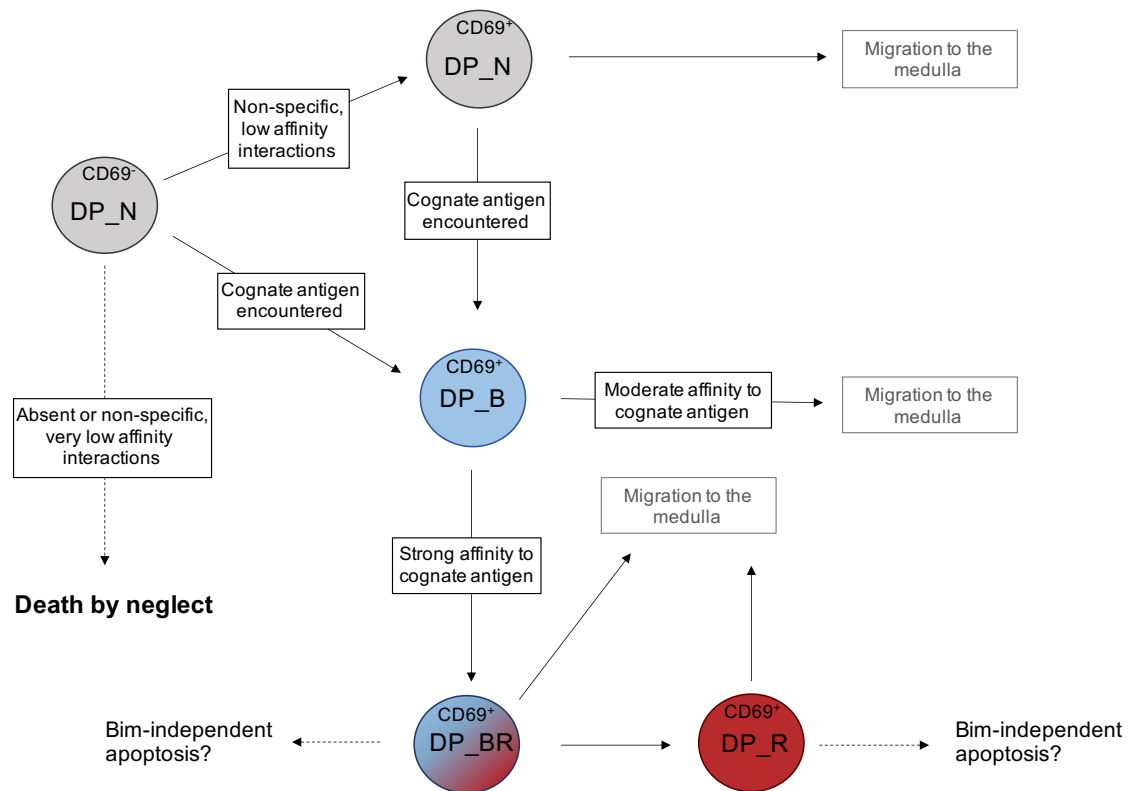 CD69⁺
DP_N
Migration to the
medulla
Non-specific,
low affinity
interactions
CD69⁻
DP_N
Cognate antigen
encountered
Cognate antigen
encountered
CD69⁺
DP_B
Moderate affinity to
cognate antigen
Migration to the
medulla
Absent or non-specific,
very low affinity
interactions
Migration to the
medulla
Strong affinity to
cognate antigen
Death by neglect
Bim-independent
apoptosis?
CD69⁺
DP_BR
CD69⁺
DP_R
Bim-independent
apoptosis?